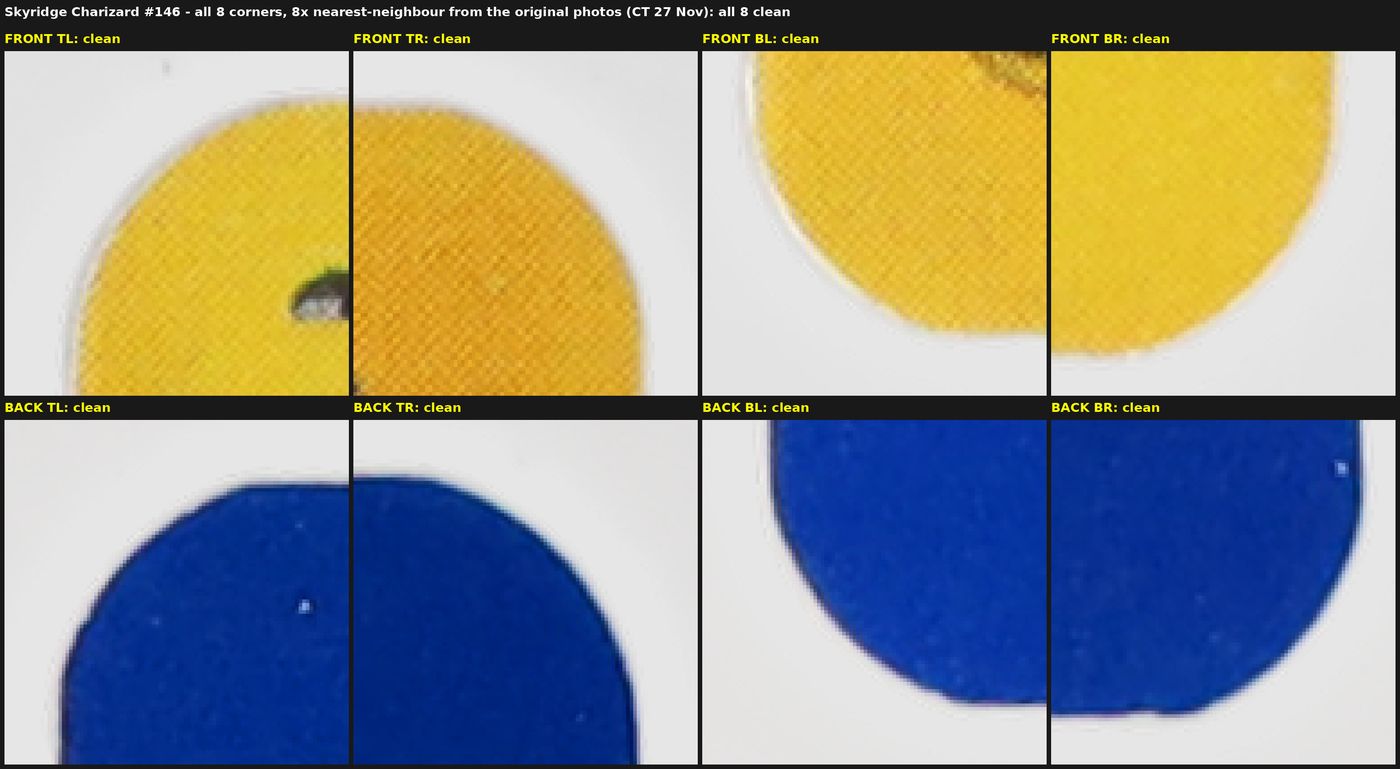 Skyridge Charizard #146 - all 8 corners, 8x nearest-neighbour from the original photos (CT 27 Nov): all 8 clean
FRONT TL: clean
FRONT TR: clean
FRONT BL: clean
FRONT BR: clean
BACK TL: clean
BACK TR: clean
BACK BL: clean
BACK BR: clean